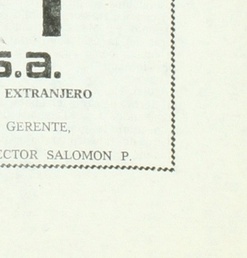 s.a.
EXTRANJERO
GERENTE,
ECTOR SALOMON P.